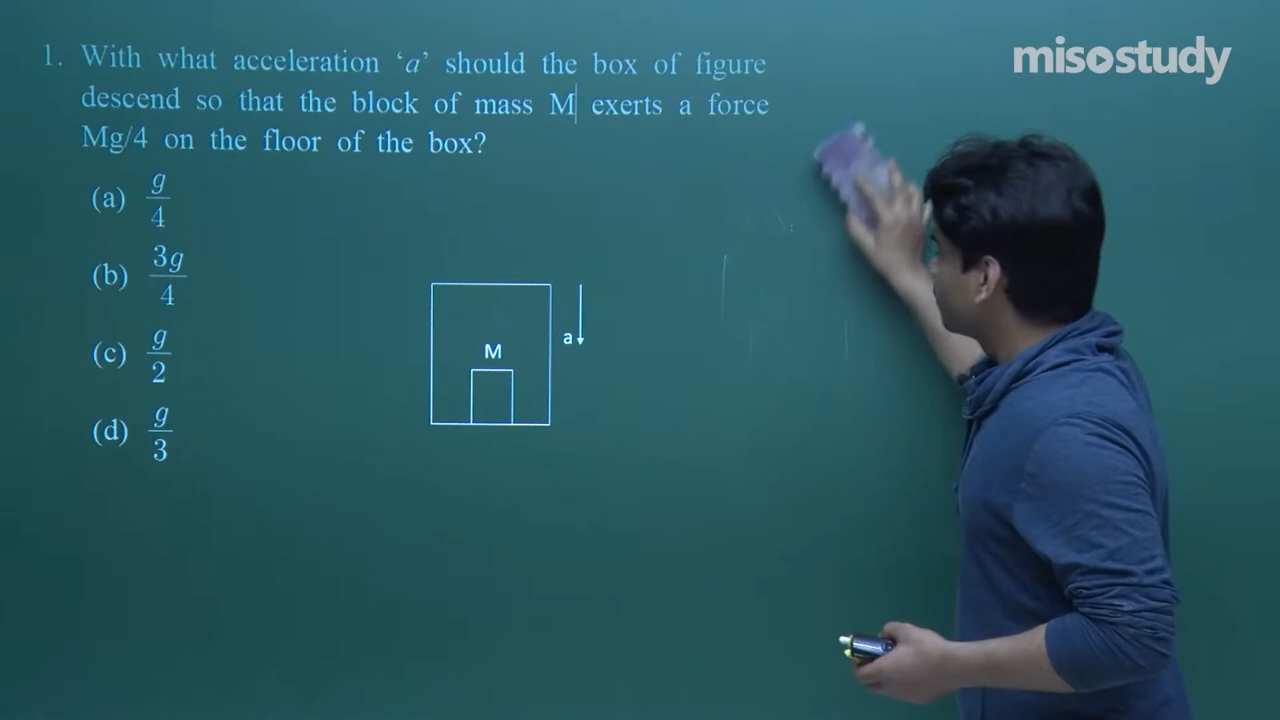 misostudy
1. With what acceleration ‘a’ should the box of figure
descend so that the block of mass M exerts a force
Mg/4 on the floor of the box?
(a) g/4
(b) 3g/4
(c) g/2
(d) g/3
M
a